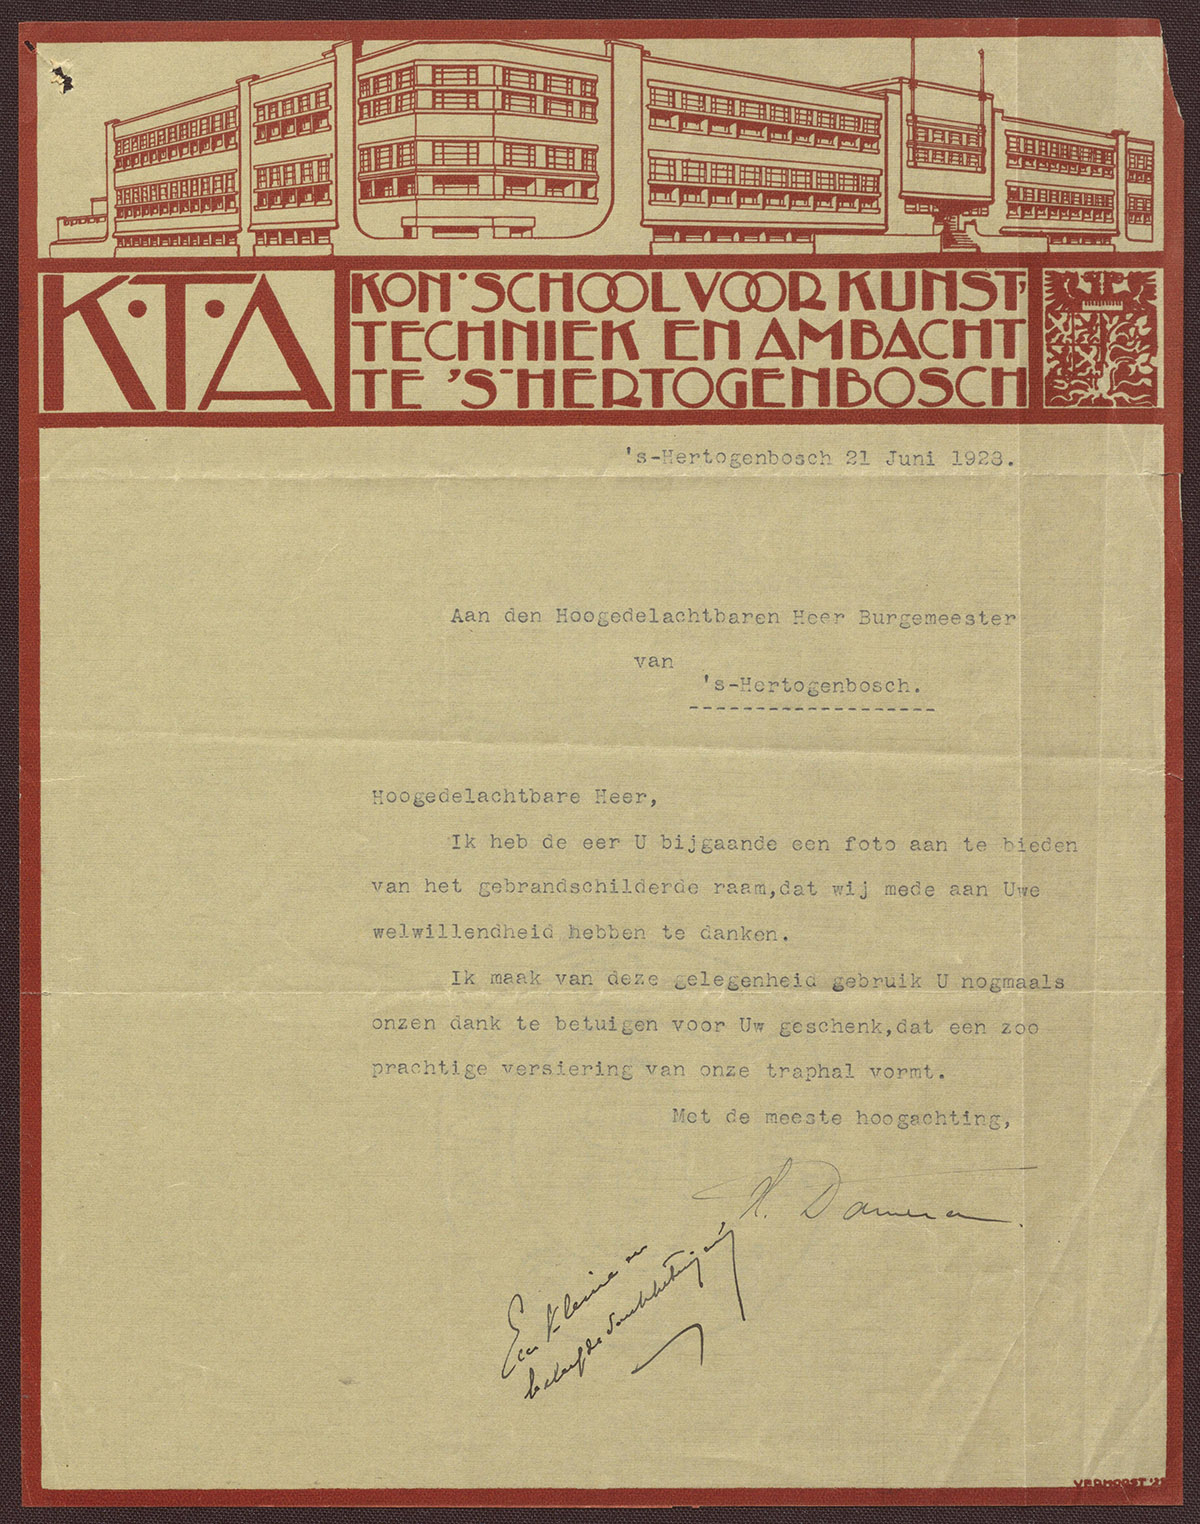 K·T·A
KON· SCHOOL VOOR KUNST,
TECHNIEK EN AMBACHT
TE 'S-HERTOGENBOSCH
's-Hertogenbosch 21 Juni 1928.
Aan den Hoogedelachtbaren Heer Burgemeester
van
's-Hertogenbosch.
Hoogedelachtbare Heer,
Ik heb de eer U bijgaande een foto aan te bieden
van het gebrandschilderde raam,dat wij mede aan Uwe
welwillendheid hebben te danken.
Ik maak van deze gelegenheid gebruik U nogmaals
onzen dank te betuigen voor Uw geschenk,dat een zoo
prachtige versiering van onze traphal vormt.
Met de meeste hoogachting,
Een kleine en
beleefde dankbetuiging